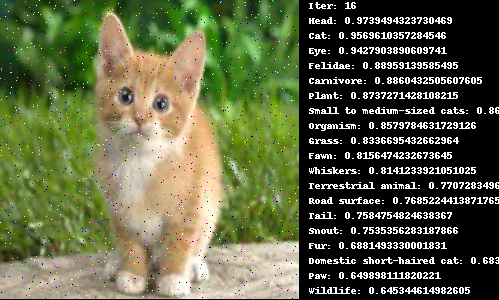 Iter: 16
Head: 0.9739494323730469
Cat: 0.9569610357284546
Eye: 0.9427903890609741
Felidae: 0.88959139585495
Carnivore: 0.8860432505607605
Plant: 0.8737271428108215
Small to medium-sized cats: 0.86
Organism: 0.8579784631729126
Grass: 0.8336695432662964
Fawn: 0.8156474232673645
Whiskers: 0.8141233921051025
Terrestrial animal: 0.7707283496
Road surface: 0.7685224413871765
Tail: 0.7584754824638367
Snout: 0.7535356283187866
Fur: 0.6881493330001831
Domestic short-haired cat: 0.683
Paw: 0.649898111820221
Wildlife: 0.645344614982605